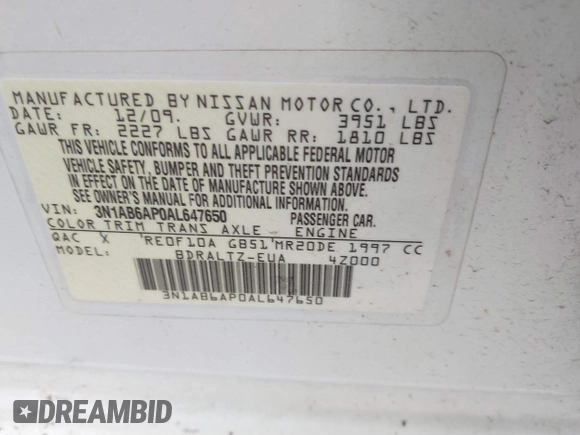 MANUFACTURED BY NISSAN MOTOR CO., LTD.
DATE: 12/09. GVWR: 3951 LBS
GAWR FR: 2227 LBS GAWR RR: 1810 LBS
THIS VEHICLE CONFORMS TO ALL APPLICABLE FEDERAL MOTOR
VEHICLE SAFETY, BUMPER AND THEFT PREVENTION STANDARDS
IN EFFECT ON THE DATE OF MANUFACTURE SHOWN ABOVE.
SEE OWNER'S MANUAL FOR ADDITIONAL INFORMATION
VIN: 3N1AB6AP0AL647650 PASSENGER CAR.
COLOR TRIM TRANS AXLE ENGINE
QAC X RE0F10A GB51 MR20DE 1997 CC
MODEL: BDRALTZ-EUA 4Z000
3N1AB6AP0AL647650
DREAMBID